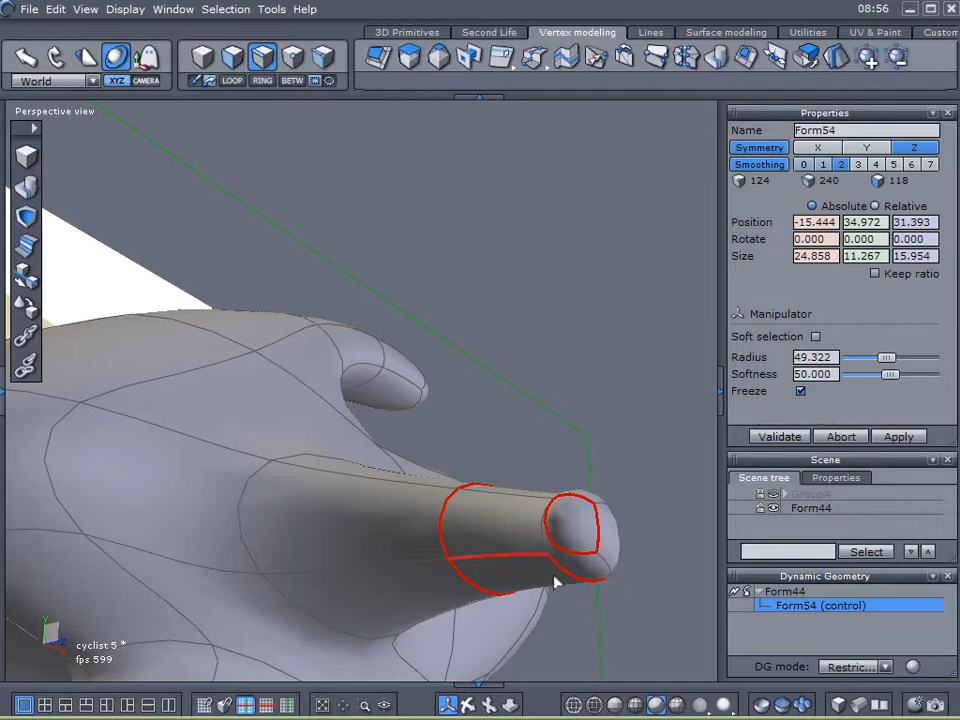 File Edit View Display Window Selection Tools Help 08:56
3D Primitives Second Life Vertex modeling Lines Surface modeling Utilities UV & Paint Custom
World XYZ CAMERA LOOP RING BETW
Perspective view
Properties
Name Form54
Symmetry X Y Z
Smoothing 0 1 2 3 4 5 6 7
124 240 118
Absolute Relative
Position -15.444 34.972 31.393
Rotate 0.000 0.000 0.000
Size 24.858 11.267 15.954
Keep ratio
Manipulator
Soft selection
Radius 49.322
Softness 50.000
Freeze
Validate Abort Apply
Scene
Scene tree Properties
Group4
Form44
Select
Dynamic Geometry
Form44
Form54 (control)
DG mode: Restric...
y
cyclist 5 *
fps 599